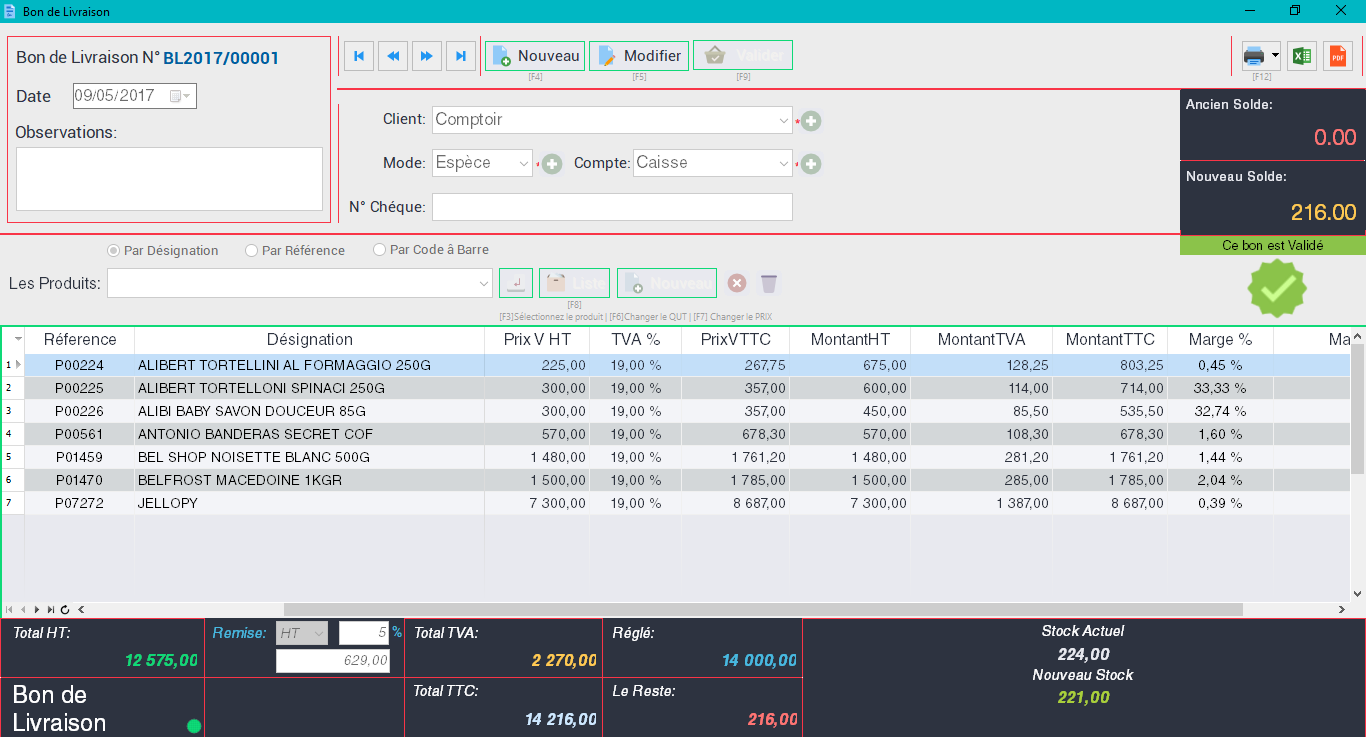 Bon de Livraison
Bon de Livraison N° BL2017/00001
Date 09/05/2017
Observations:
Nouveau Modifier Valider
[F4] [F5] [F9] [F12]
PDF
Client: Comptoir *
Mode: Espèce * Compte: Caisse *
N° Chéque:
Ancien Solde:
0.00
Nouveau Solde:
216.00
Ce bon est Validé
Par Désignation Par Référence Par Code â Barre
Les Produits: Liste Nouveau
[F8]
[F3]Sélectionnez le produit | [F6]Changer le QUT | [F7] Changer le PRIX
Réference Désignation Prix V HT TVA % PrixVTTC MontantHT MontantTVA MontantTTC Marge % Ma
1 P00224 ALIBERT TORTELLINI AL FORMAGGIO 250G 225,00 19,00 % 267,75 675,00 128,25 803,25 0,45 %
2 P00225 ALIBERT TORTELLONI SPINACI 250G 300,00 19,00 % 357,00 600,00 114,00 714,00 33,33 %
3 P00226 ALIBI BABY SAVON DOUCEUR 85G 300,00 19,00 % 357,00 450,00 85,50 535,50 32,74 %
4 P00561 ANTONIO BANDERAS SECRET COF 570,00 19,00 % 678,30 570,00 108,30 678,30 1,60 %
5 P01459 BEL SHOP NOISETTE BLANC 500G 1 480,00 19,00 % 1 761,20 1 480,00 281,20 1 761,20 1,44 %
6 P01470 BELFROST MACEDOINE 1KGR 1 500,00 19,00 % 1 785,00 1 500,00 285,00 1 785,00 2,04 %
7 P07272 JELLOPY 7 300,00 19,00 % 8 687,00 7 300,00 1 387,00 8 687,00 0,39 %
Total HT:
12 575,00
Remise: HT 5 %
629,00
Total TVA:
2 270,00
Réglé:
14 000,00
Stock Actuel
224,00
Nouveau Stock
221,00
Bon de
Livraison
Total TTC:
14 216,00
Le Reste:
216,00